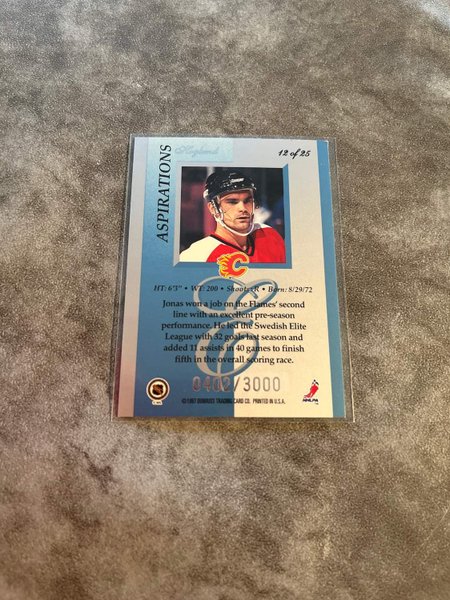 12 of 25
Hoglund
ASPIRATIONS
C
HT: 6'3" • WT: 200 • Shoots: R • Born: 8/29/72
Jonas won a job on the Flames' second
line with an excellent pre-season
performance. He led the Swedish Elite
League with 32 goals last season and
added 11 assists in 40 games to finish
fifth in the overall scoring race.
0402/3000
NHLPA
©1997 DONRUSS TRADING CARD CO. PRINTED IN U.S.A.